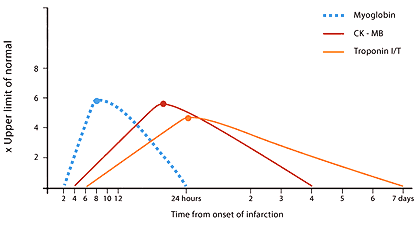 Myoglobin
CK - MB
Troponin I/T
x Upper limit of normal
8
6
4
2
2 4 6 8 10 12 24 hours 2 3 4 5 6 7 days
Time from onset of infarction